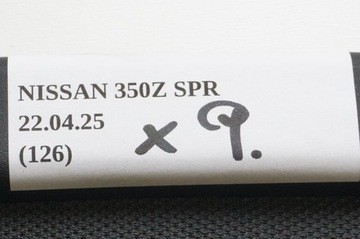 NISSAN 350Z SPR
22.04.25
(126)
x 9.